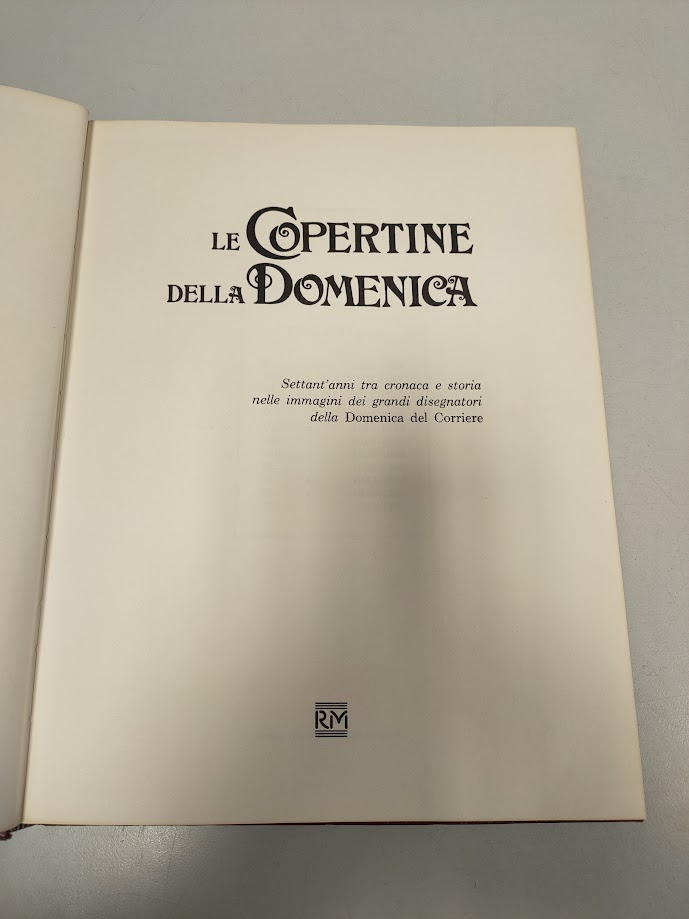 LE COPERTINE
DELLA DOMENICA
Settant'anni tra cronaca e storia
nelle immagini dei grandi disegnatori
della Domenica del Corriere
RM